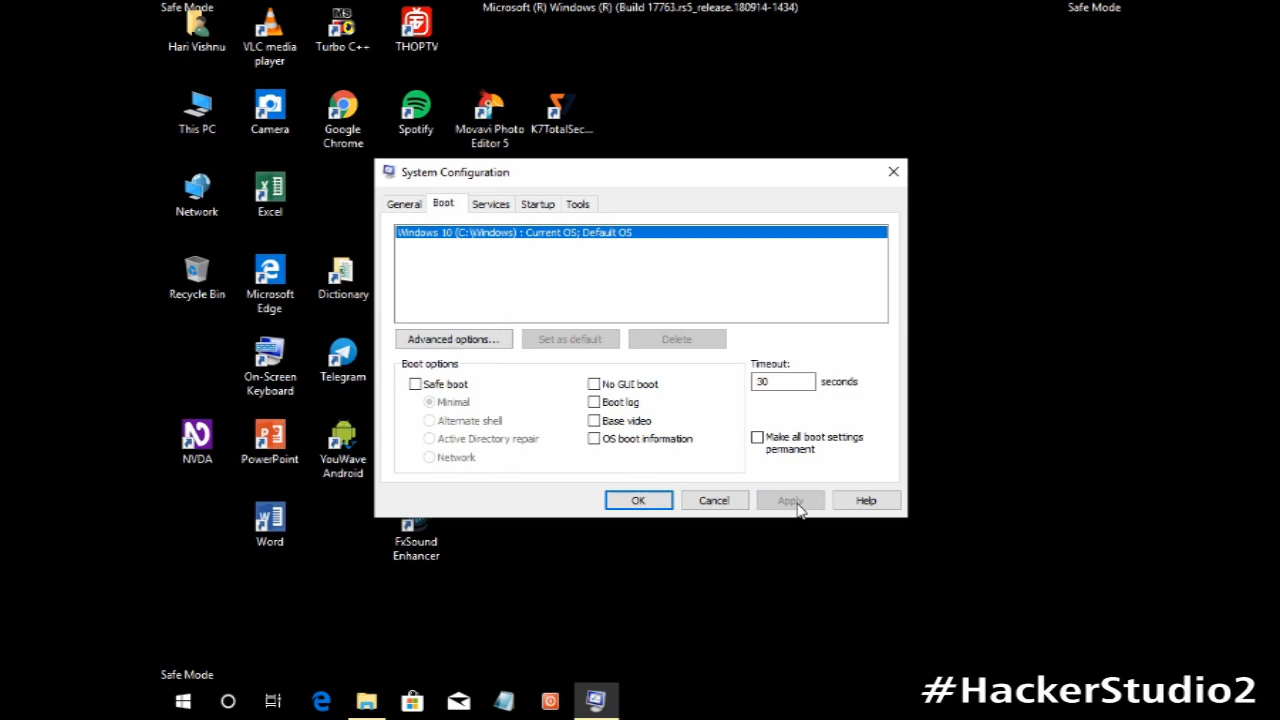 Safe Mode
Microsoft (R) Windows (R) (Build 17763.rs5_release.180914-1434)
Safe Mode
Hari Vishnu
VLC media
player
MS
Turbo C++
THOPTV
This PC
Camera
Google
Chrome
Spotify
Movavi Photo
Editor 5
K7TotalSec...
Network
Excel
Recycle Bin
Microsoft
Edge
Dictionary
On-Screen
Keyboard
Telegram
NVDA
PowerPoint
YouWave
Android
Word
FxSound
Enhancer
System Configuration
General
Boot
Services
Startup
Tools
Windows 10 (C:\Windows) : Current OS; Default OS
Advanced options...
Set as default
Delete
Boot options
Safe boot
Minimal
Alternate shell
Active Directory repair
Network
No GUI boot
Boot log
Base video
OS boot information
Timeout:
30 seconds
Make all boot settings
permanent
OK
Cancel
Apply
Help
Safe Mode
#HackerStudio2